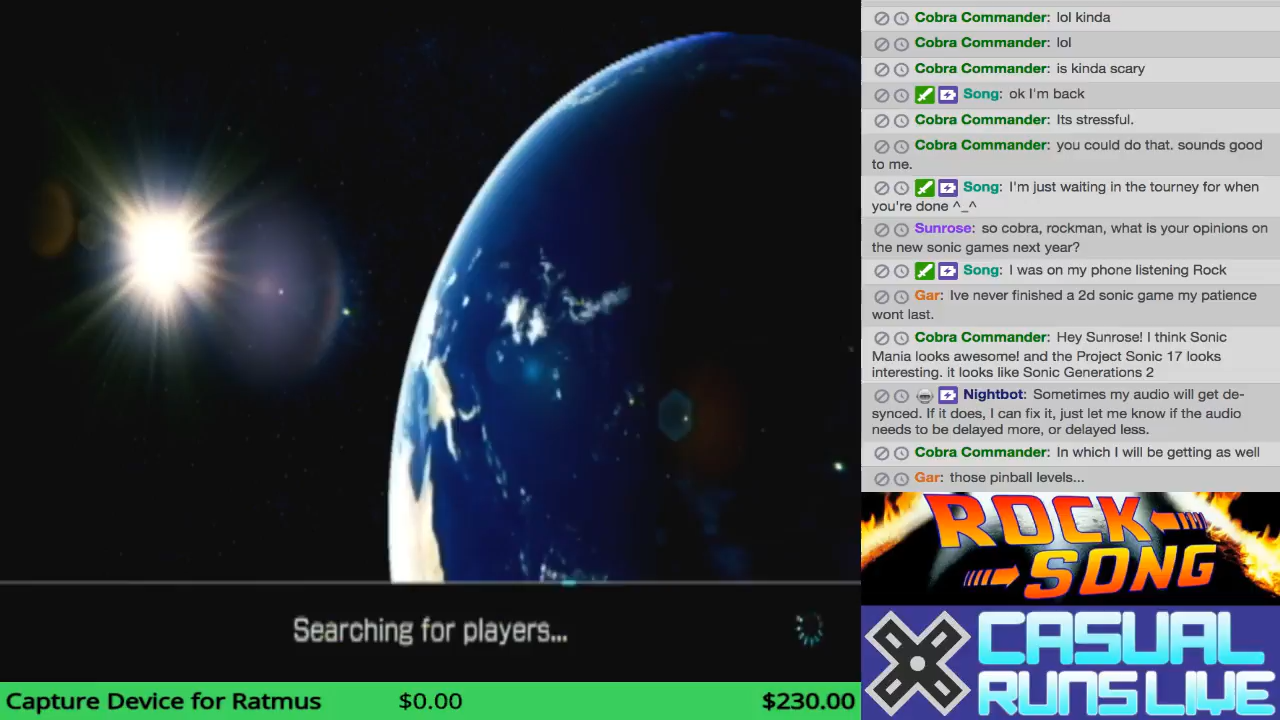 Cobra Commander: lol kinda
Cobra Commander: lol
Cobra Commander: is kinda scary
Song: ok I'm back
Cobra Commander: Its stressful.
Cobra Commander: you could do that. sounds good
to me.
Song: I'm just waiting in the tourney for when
you're done ^_^
Sunrose: so cobra, rockman, what is your opinions on
the new sonic games next year?
Song: I was on my phone listening Rock
Gar: Ive never finished a 2d sonic game my patience
wont last.
Cobra Commander: Hey Sunrose! I think Sonic
Mania looks awesome! and the Project Sonic 17 looks
interesting. it looks like Sonic Generations 2
Nightbot: Sometimes my audio will get de-
synced. If it does, I can fix it, just let me know if the audio
needs to be delayed more, or delayed less.
Cobra Commander: In which I will be getting as well
Gar: those pinball levels...
ROCK
SONG
CASUAL
RUNS LIVE
Searching for players...
Capture Device for Ratmus $0.00 $230.00